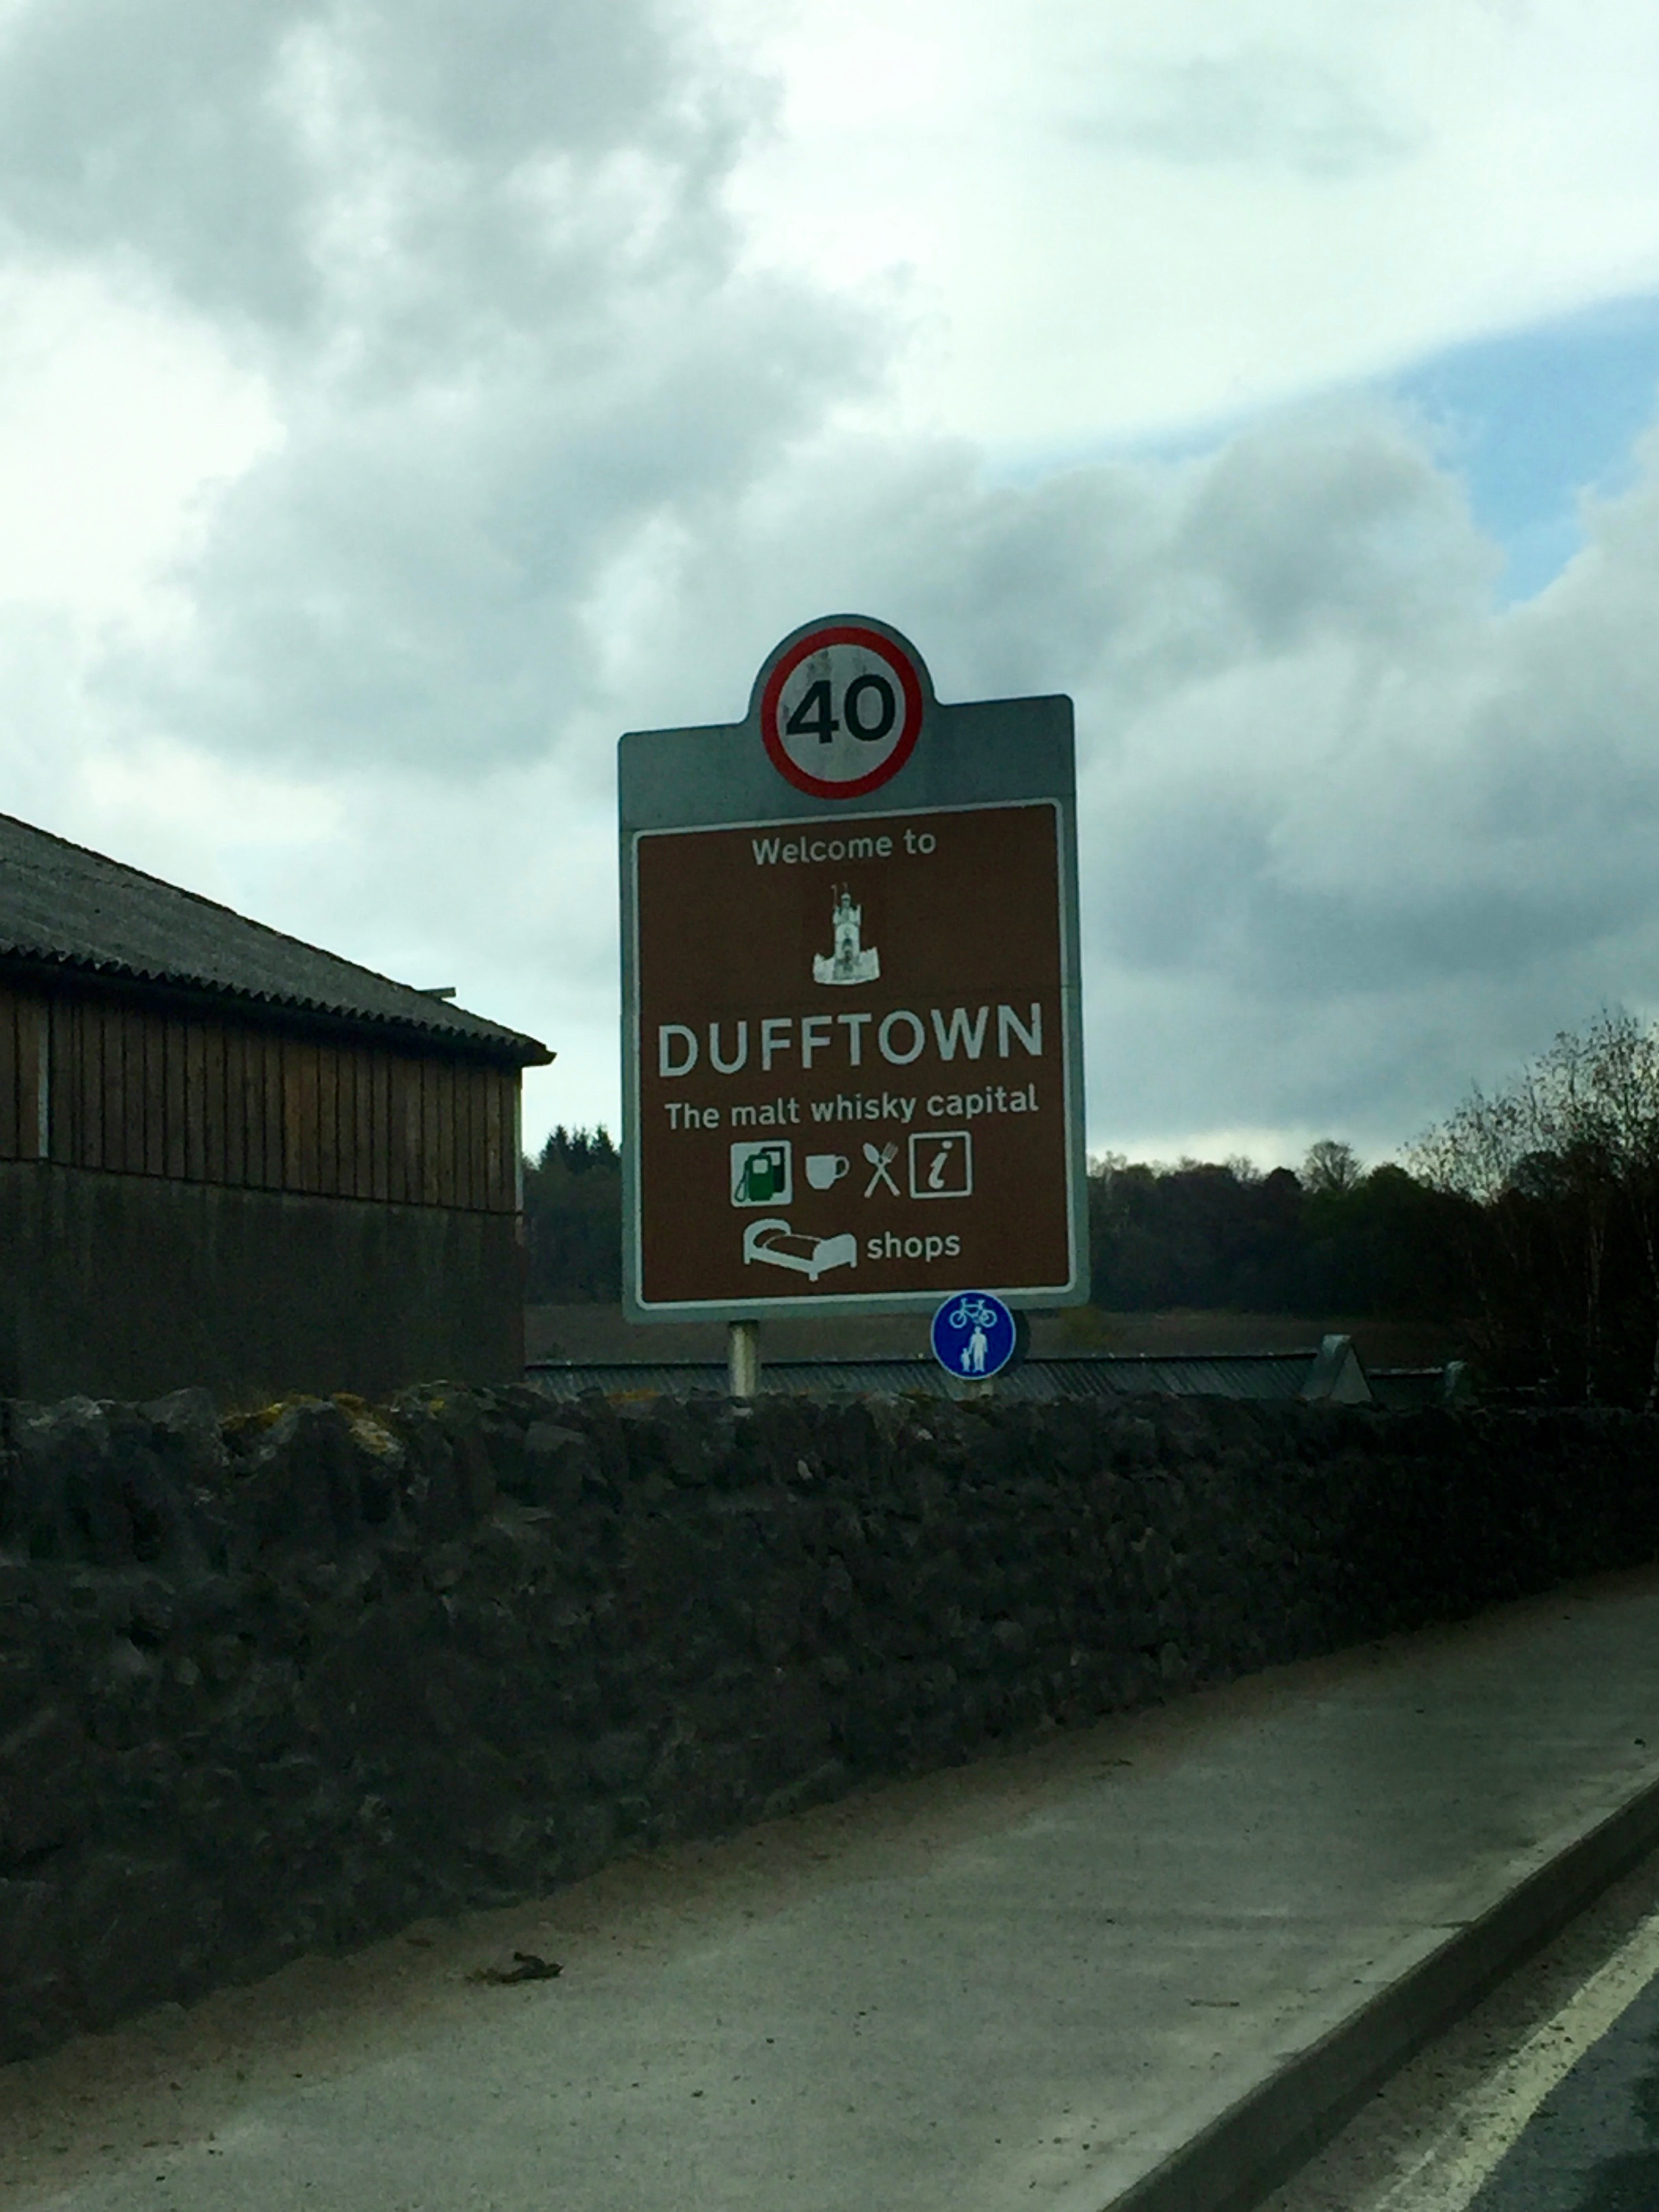 40
Welcome to
DUFFTOWN
The malt whisky capital
i
shops